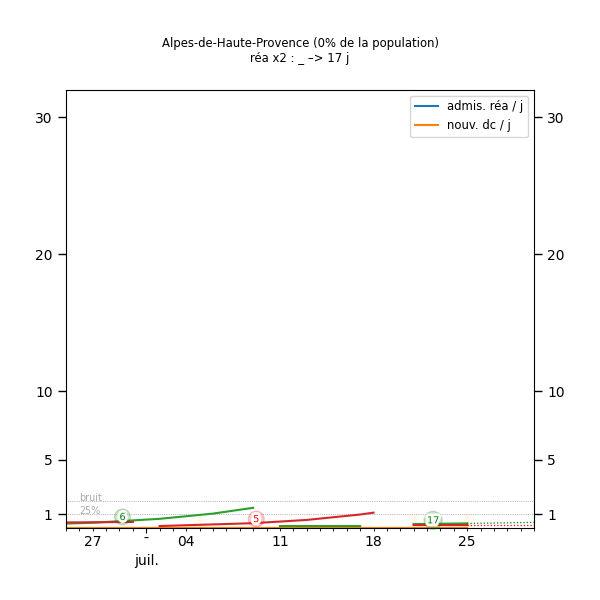 Alpes-de-Haute-Provence (0% de la population)
réa x2 : _ –> 17 j
admis. réa / j
nouv. dc / j
30 30
20 20
10 10
5 5
bruit
25%
1 1
6 5 17
27 - 04 11 18 25
juil.